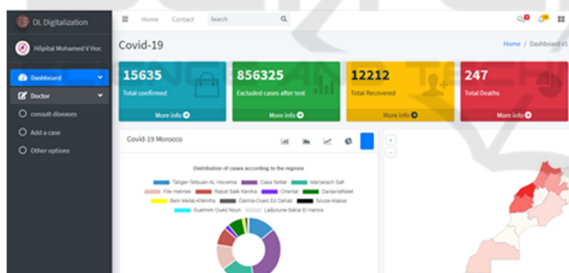 DL Digitalization
Home Contact Search
Hôpital Mohamed V Hoc
Covid-19
Home / Dashboard v1
Dashboard
Doctor
consult diseases
Add a case
Other options
15635
Total confirmed
More info
856325
Excluded cases after test
More info
12212
Total Recovered
More info
247
Total Deaths
More info
Covid-19 Morocco
Distribution of cases according to the regions
Tanger-Tetouan-AL Hoceima Casa Settat Marrakech Safi
Fès Meknes Rabat Salé Kenitra Oriental Daraa-tafilalet
Beni Mellal-Khénifra Dakhla-Oued Ed Dahab Souss-Massa
Guelmim Oued Noun Laâyoune-Sakia El Hamra
SCIENCE AND TECH